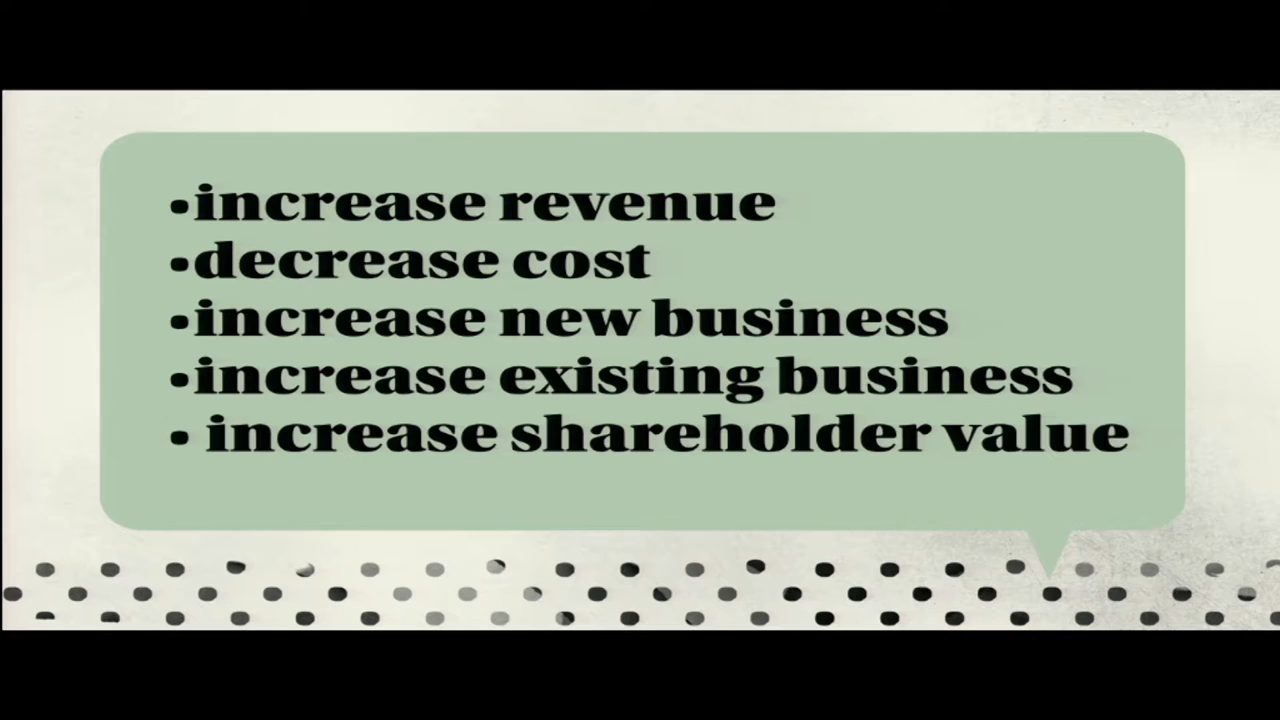 •increase revenue
•decrease cost
•increase new business
•increase existing business
• increase shareholder value